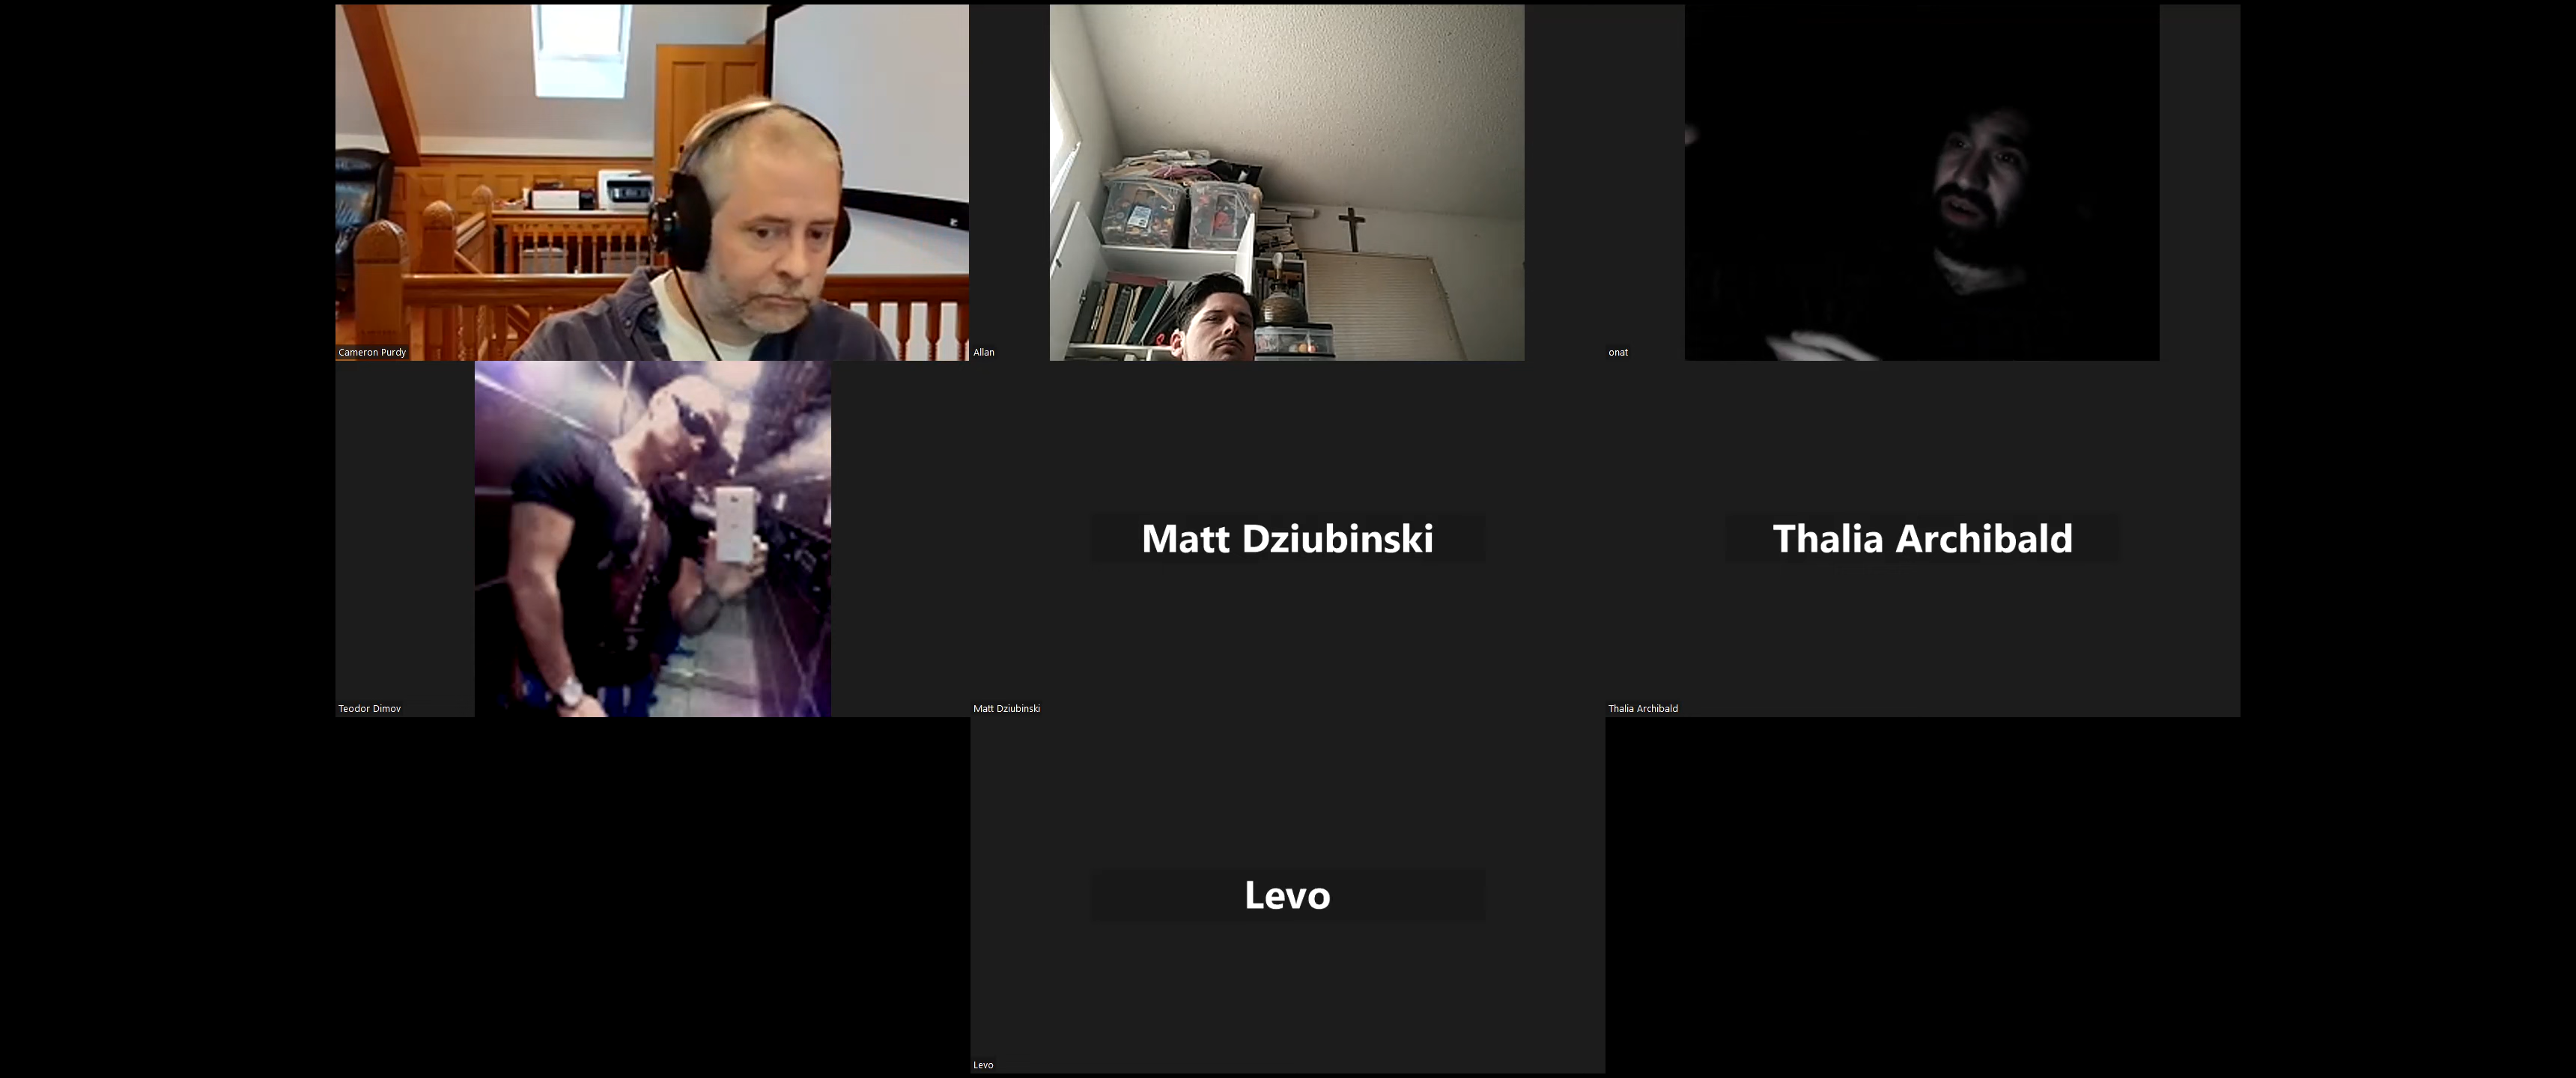 Cameron Purdy
Allan
onat
Teodor Dimov
Matt Dziubinski
Matt Dziubinski
Thalia Archibald
Thalia Archibald
Levo
Levo